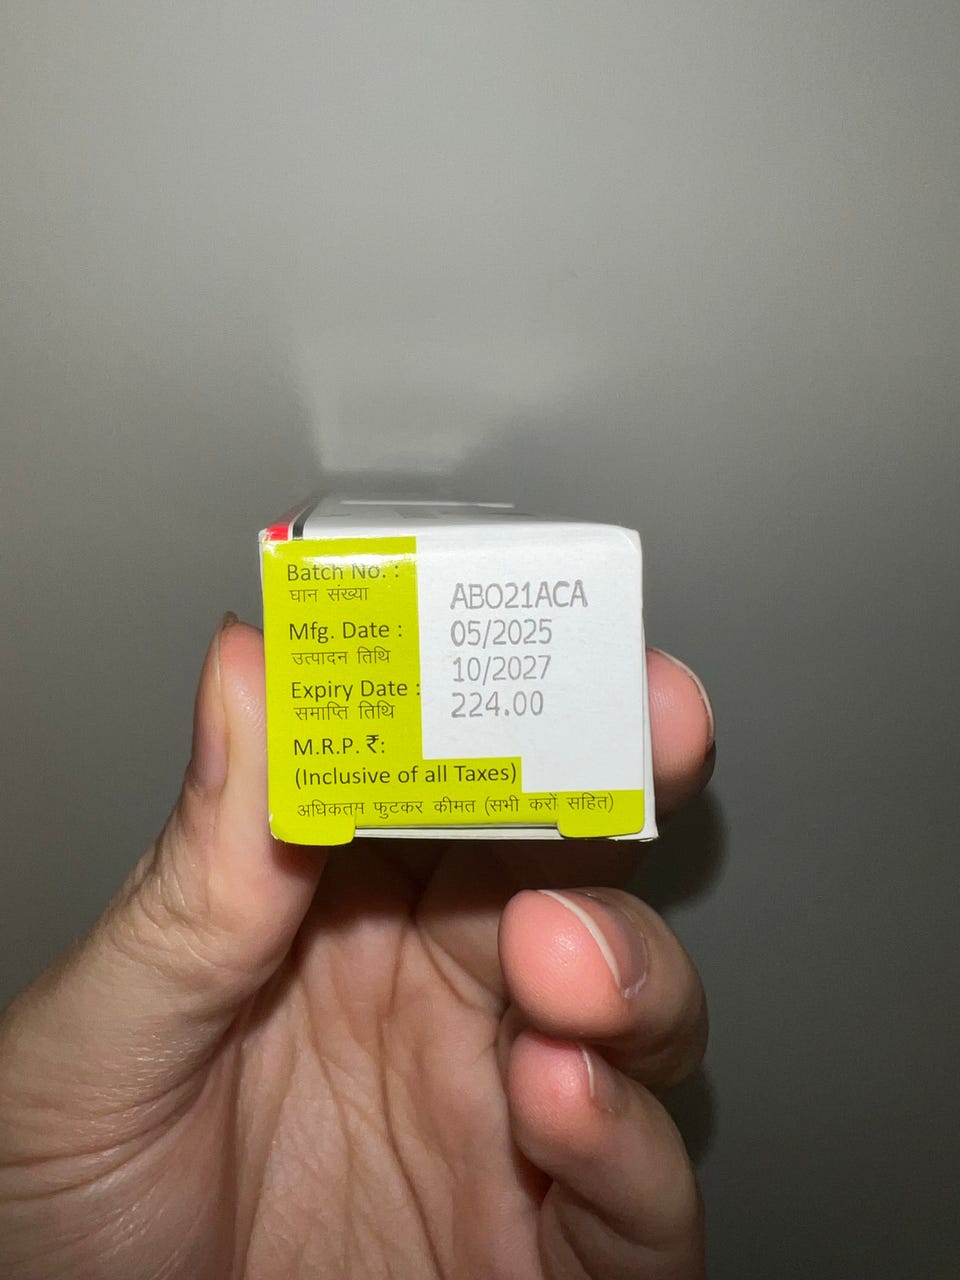 Batch No. :
घान संख्या
ABO21ACA
Mfg. Date :
उत्पादन तिथि
05/2025
Expiry Date :
समाप्ति तिथि
10/2027
M.R.P. ₹:
224.00
(Inclusive of all Taxes)
अधिकतम फुटकर कीमत (सभी करों सहित)